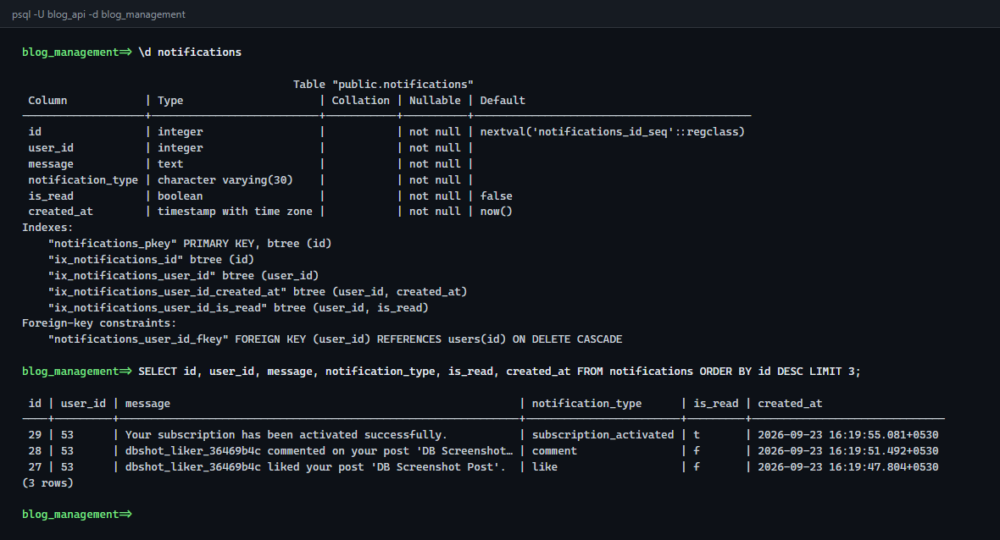 psql -U blog_api -d blog_management
blog_management=> \d notifications
Table "public.notifications"
Column | Type | Collation | Nullable | Default
-------------------+--------------------------+-----------+----------+-------------------------------------------
id | integer | | not null | nextval('notifications_id_seq'::regclass)
user_id | integer | | not null |
message | text | | not null |
notification_type | character varying(30) | | not null |
is_read | boolean | | not null | false
created_at | timestamp with time zone | | not null | now()
Indexes:
"notifications_pkey" PRIMARY KEY, btree (id)
"ix_notifications_id" btree (id)
"ix_notifications_user_id" btree (user_id)
"ix_notifications_user_id_created_at" btree (user_id, created_at)
"ix_notifications_user_id_is_read" btree (user_id, is_read)
Foreign-key constraints:
"notifications_user_id_fkey" FOREIGN KEY (user_id) REFERENCES users(id) ON DELETE CASCADE
blog_management=> SELECT id, user_id, message, notification_type, is_read, created_at FROM notifications ORDER BY id DESC LIMIT 3;
id | user_id | message | notification_type | is_read | created_at
----+---------+--------------------------------------------------------------+------------------------+---------+------------------------------
29 | 53 | Your subscription has been activated successfully. | subscription_activated | t | 2026-09-23 16:19:55.081+0530
28 | 53 | dbshot_liker_36469b4c commented on your post 'DB Screenshot… | comment | f | 2026-09-23 16:19:51.492+0530
27 | 53 | dbshot_liker_36469b4c liked your post 'DB Screenshot Post'. | like | f | 2026-09-23 16:19:47.804+0530
(3 rows)
blog_management=>